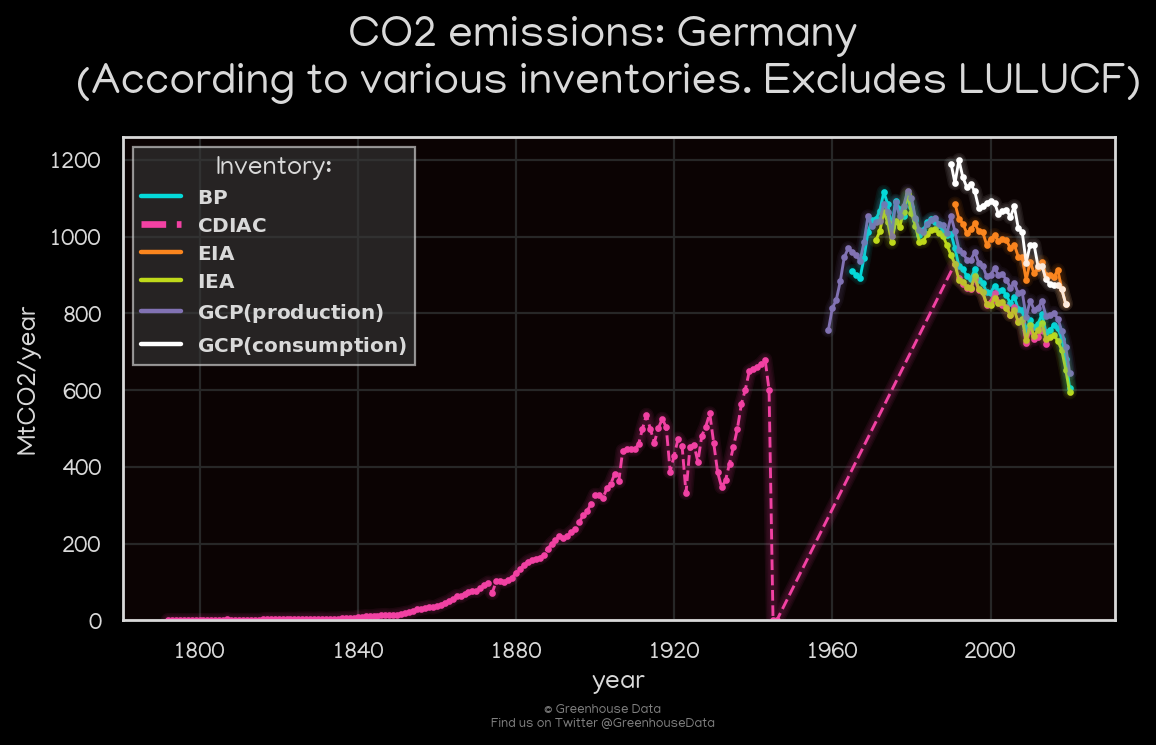 CO2 emissions: Germany
(According to various inventories. Excludes LULUCF)
Inventory:
BP
CDIAC
EIA
IEA
GCP(production)
GCP(consumption)
MtCO2/year
1200
1000
800
600
400
200
0
1800
1840
1880
1920
1960
2000
year
© Greenhouse Data
Find us on Twitter @GreenhouseData